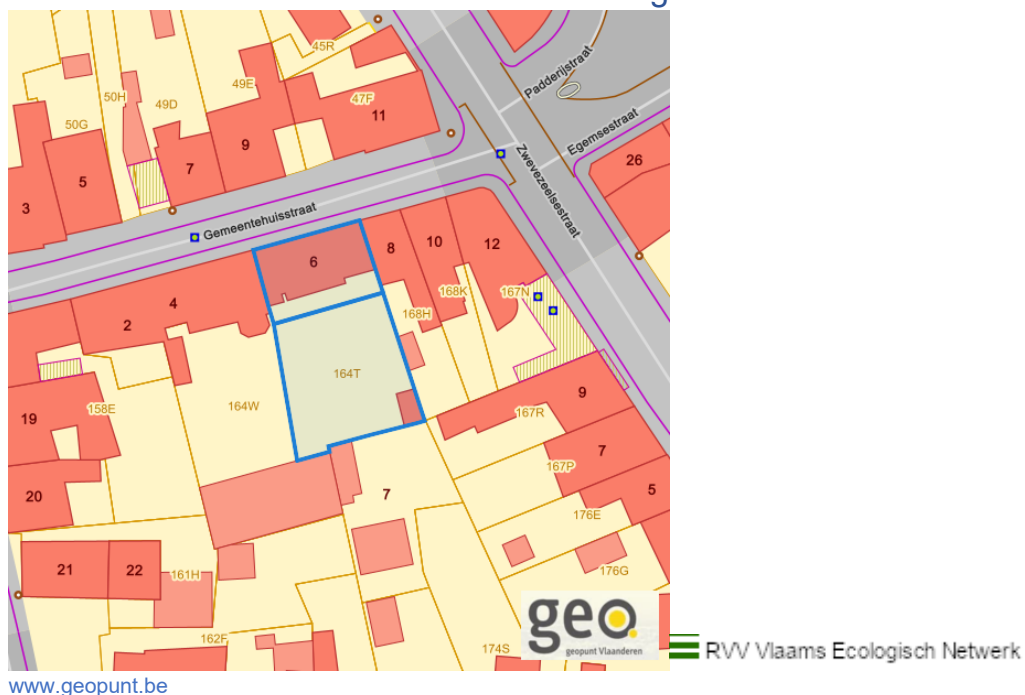 45R
50H
49D
49E
47F
11
50G
9
7
5
3
Padderijstraat
Egemsestraat
Zwevezeelsestraat
26
Gemeentehuisstraat
6
8
10
12
4
2
168K
167N
168H
164T
164W
158E
19
9
167R
7
167P
20
7
5
176E
21
22
161H
176G
162F
174S
geo
geopunt Vlaanderen
RVV Vlaams Ecologisch Netwerk
www.geopunt.be